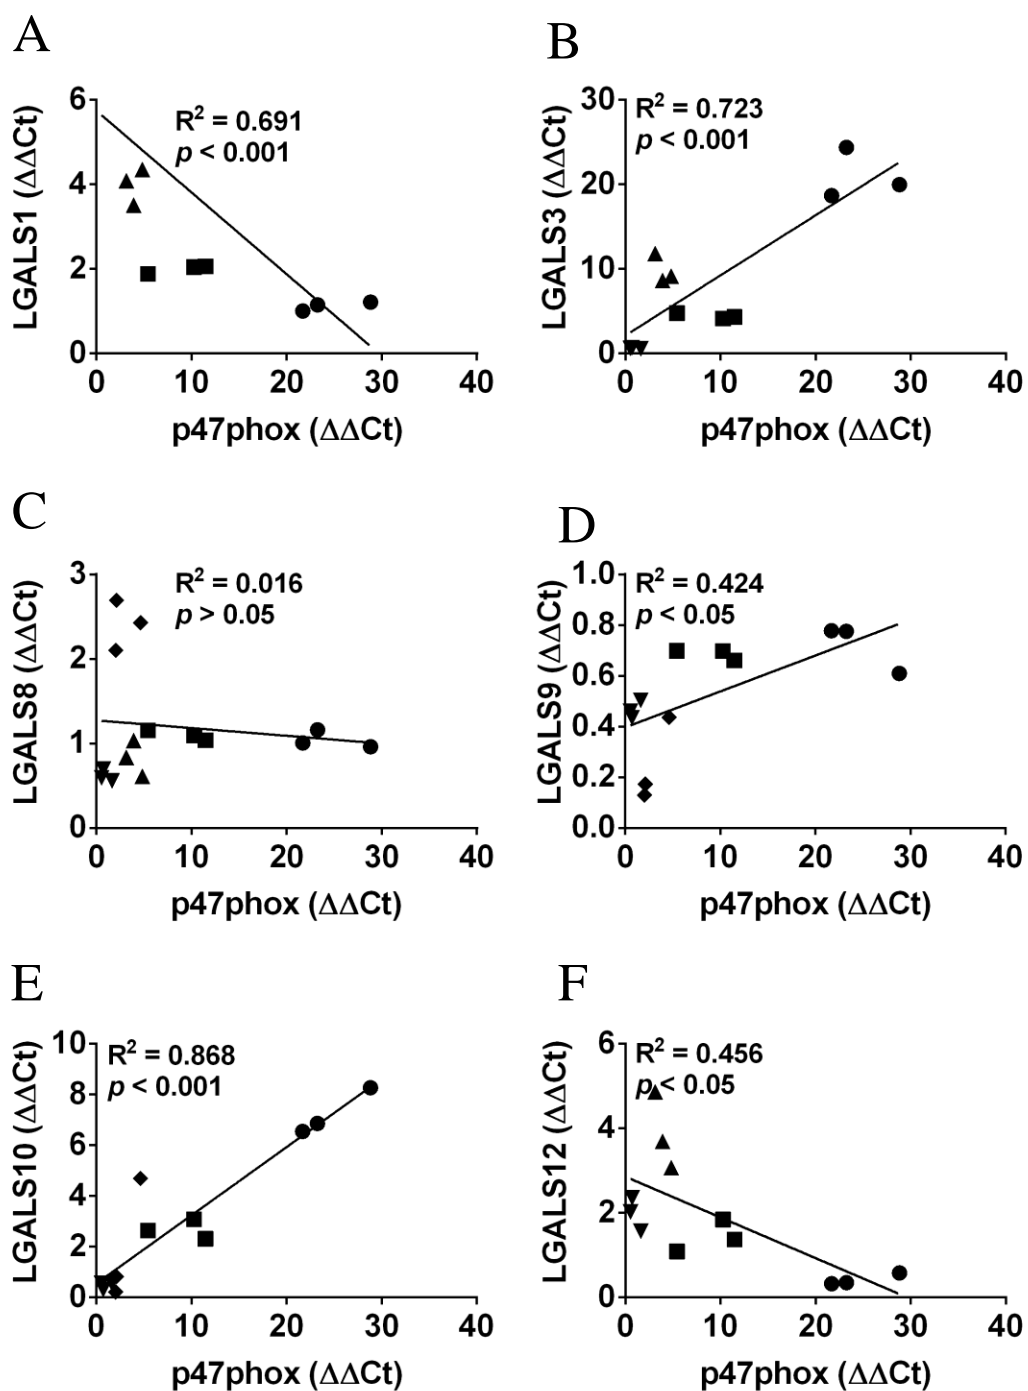 A
R² = 0.691
p < 0.001
LGALS1 (ΔΔCt)
6
4
2
0
0 10 20 30 40
p47phox (ΔΔCt)
B
R² = 0.723
p < 0.001
LGALS3 (ΔΔCt)
30
20
10
0
0 10 20 30 40
p47phox (ΔΔCt)
C
R² = 0.016
p > 0.05
LGALS8 (ΔΔCt)
3
2
1
0
0 10 20 30 40
p47phox (ΔΔCt)
D
R² = 0.424
p < 0.05
LGALS9 (ΔΔCt)
1.0
0.8
0.6
0.4
0.2
0.0
0 10 20 30 40
p47phox (ΔΔCt)
E
R² = 0.868
p < 0.001
LGALS10 (ΔΔCt)
10
8
6
4
2
0
0 10 20 30 40
p47phox (ΔΔCt)
F
R² = 0.456
p < 0.05
LGALS12 (ΔΔCt)
6
4
2
0
0 10 20 30 40
p47phox (ΔΔCt)